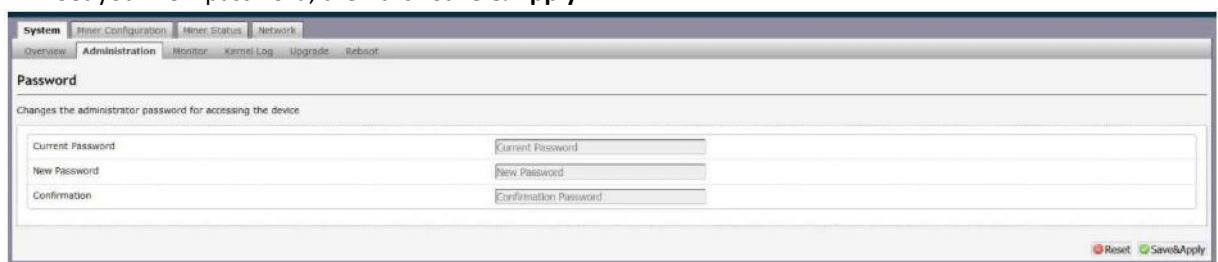 System Miner Configuration Miner Status Network
Overview Administration Monitor Kernel Log Upgrade Reboot
Password
Changes the administrator password for accessing the device
Current Password Current Password
New Password New Password
Confirmation Confirmation Password
Reset Save&Apply